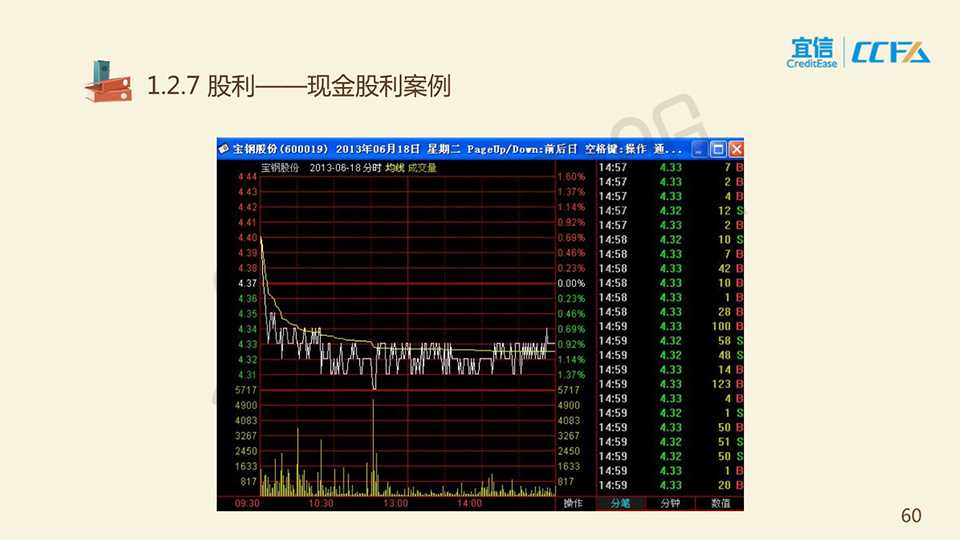 宜信
CreditEase
CCFA
1.2.7 股利——现金股利案例
宝钢股份(600019) 2013年06月18日 星期二 PageUp/Down:前后日 空格键:操作 通...
宝钢股份 2013-06-18 分时 均线 成交量
4.44 1.60%
4.43 1.37%
4.42 1.14%
4.41 0.92%
4.40 0.69%
4.39 0.46%
4.38 0.23%
4.37 0.00%
4.36 0.23%
4.35 0.46%
4.34 0.69%
4.33 0.92%
4.32 1.14%
4.31 1.37%
5717 5717
4900 4900
4083 4083
3267 3267
2450 2450
1633 1633
817 817
09:30 10:30 13:00 14:00 操作
14:57 4.33 7 B
14:57 4.33 2 B
14:57 4.33 4 B
14:57 4.32 12 S
14:57 4.33 2 B
14:58 4.32 10 S
14:58 4.33 7 B
14:58 4.33 42 B
14:58 4.33 10 B
14:58 4.33 1 B
14:58 4.33 28 B
14:59 4.33 100 B
14:59 4.32 58 S
14:59 4.32 48 S
14:59 4.33 14 B
14:59 4.33 123 B
14:59 4.33 4 B
14:59 4.32 1 S
14:59 4.33 50 B
14:59 4.32 51 S
14:59 4.32 50 S
14:59 4.33 1 B
14:59 4.33 20 B
分笔 分钟 数值
60